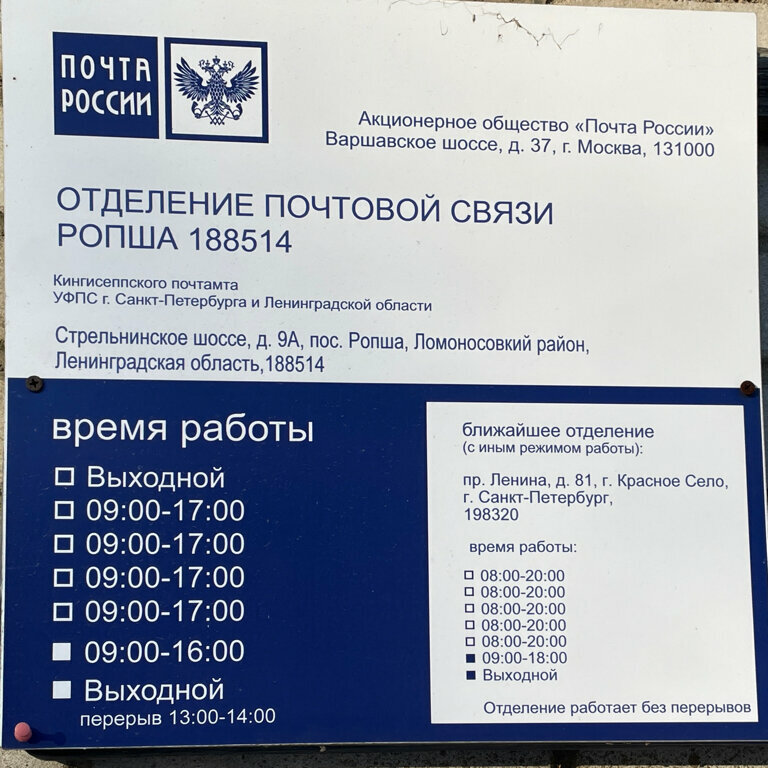 ПОЧТА
РОССИИ
Акционерное общество «Почта России»
Варшавское шоссе, д. 37, г. Москва, 131000
ОТДЕЛЕНИЕ ПОЧТОВОЙ СВЯЗИ
РОПША 188514
Кингисеппского почтамта
УФПС г. Санкт-Петербурга и Ленинградской области
Стрельнинское шоссе, д. 9А, пос. Ропша, Ломоносовкий район,
Ленинградская область,188514
время работы
Выходной
09:00-17:00
09:00-17:00
09:00-17:00
09:00-17:00
09:00-16:00
Выходной
перерыв 13:00-14:00
ближайшее отделение
(с иным режимом работы):
пр. Ленина, д. 81, г. Красное Село,
г. Санкт-Петербург,
198320
время работы:
08:00-20:00
08:00-20:00
08:00-20:00
08:00-20:00
08:00-20:00
09:00-18:00
Выходной
Отделение работает без перерывов